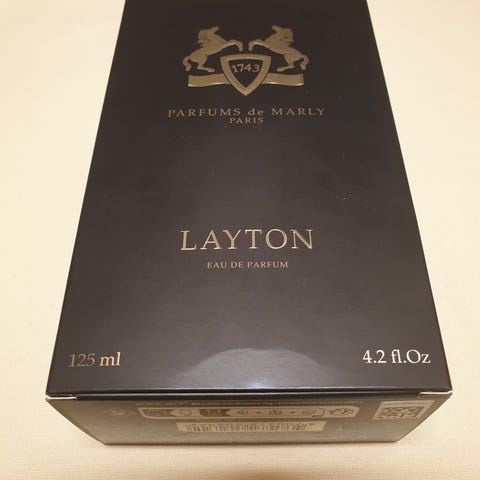 1743
PARFUMS de MARLY
PARIS
LAYTON
EAU DE PARFUM
125 ml
4.2 fl.Oz